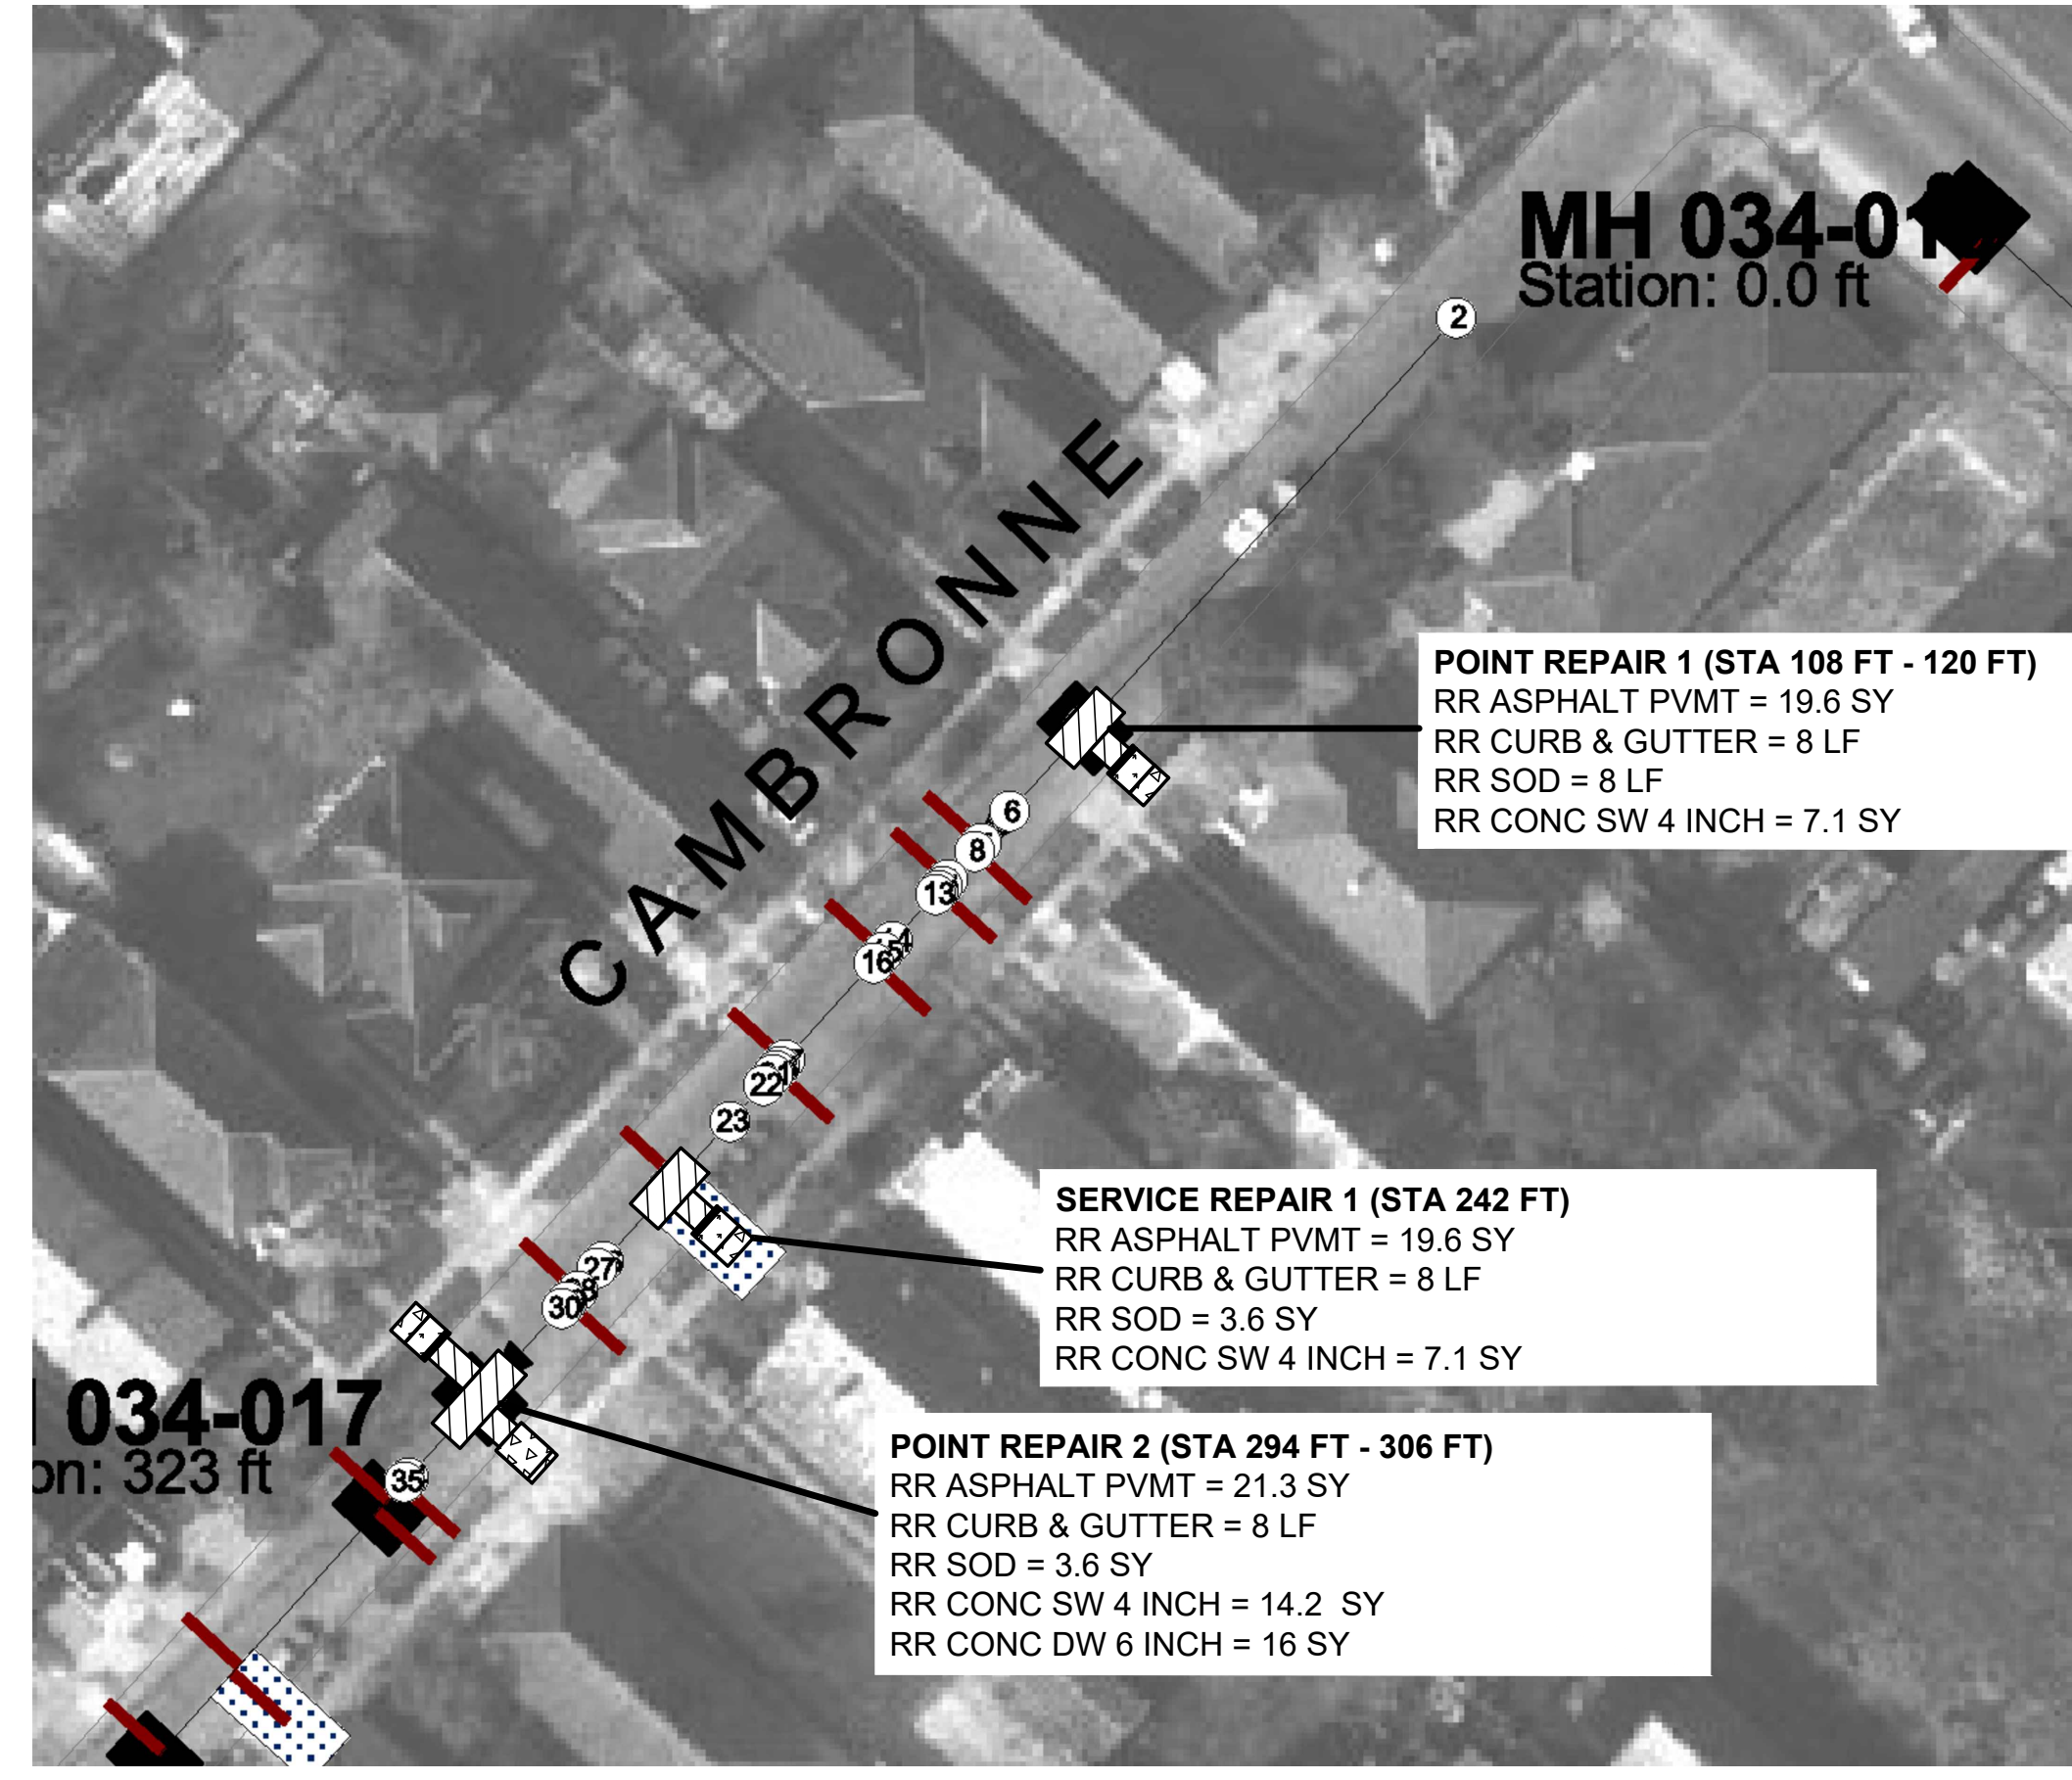 MH 034-01
Station: 0.0 ft
2
CAMBRONNE
POINT REPAIR 1 (STA 108 FT - 120 FT)
RR ASPHALT PVMT = 19.6 SY
RR CURB & GUTTER = 8 LF
RR SOD = 8 LF
RR CONC SW 4 INCH = 7.1 SY
6
8
13
16
22
23
SERVICE REPAIR 1 (STA 242 FT)
RR ASPHALT PVMT = 19.6 SY
RR CURB & GUTTER = 8 LF
RR SOD = 3.6 SY
RR CONC SW 4 INCH = 7.1 SY
27
30
034-017
on: 323 ft
35
POINT REPAIR 2 (STA 294 FT - 306 FT)
RR ASPHALT PVMT = 21.3 SY
RR CURB & GUTTER = 8 LF
RR SOD = 3.6 SY
RR CONC SW 4 INCH = 14.2 SY
RR CONC DW 6 INCH = 16 SY